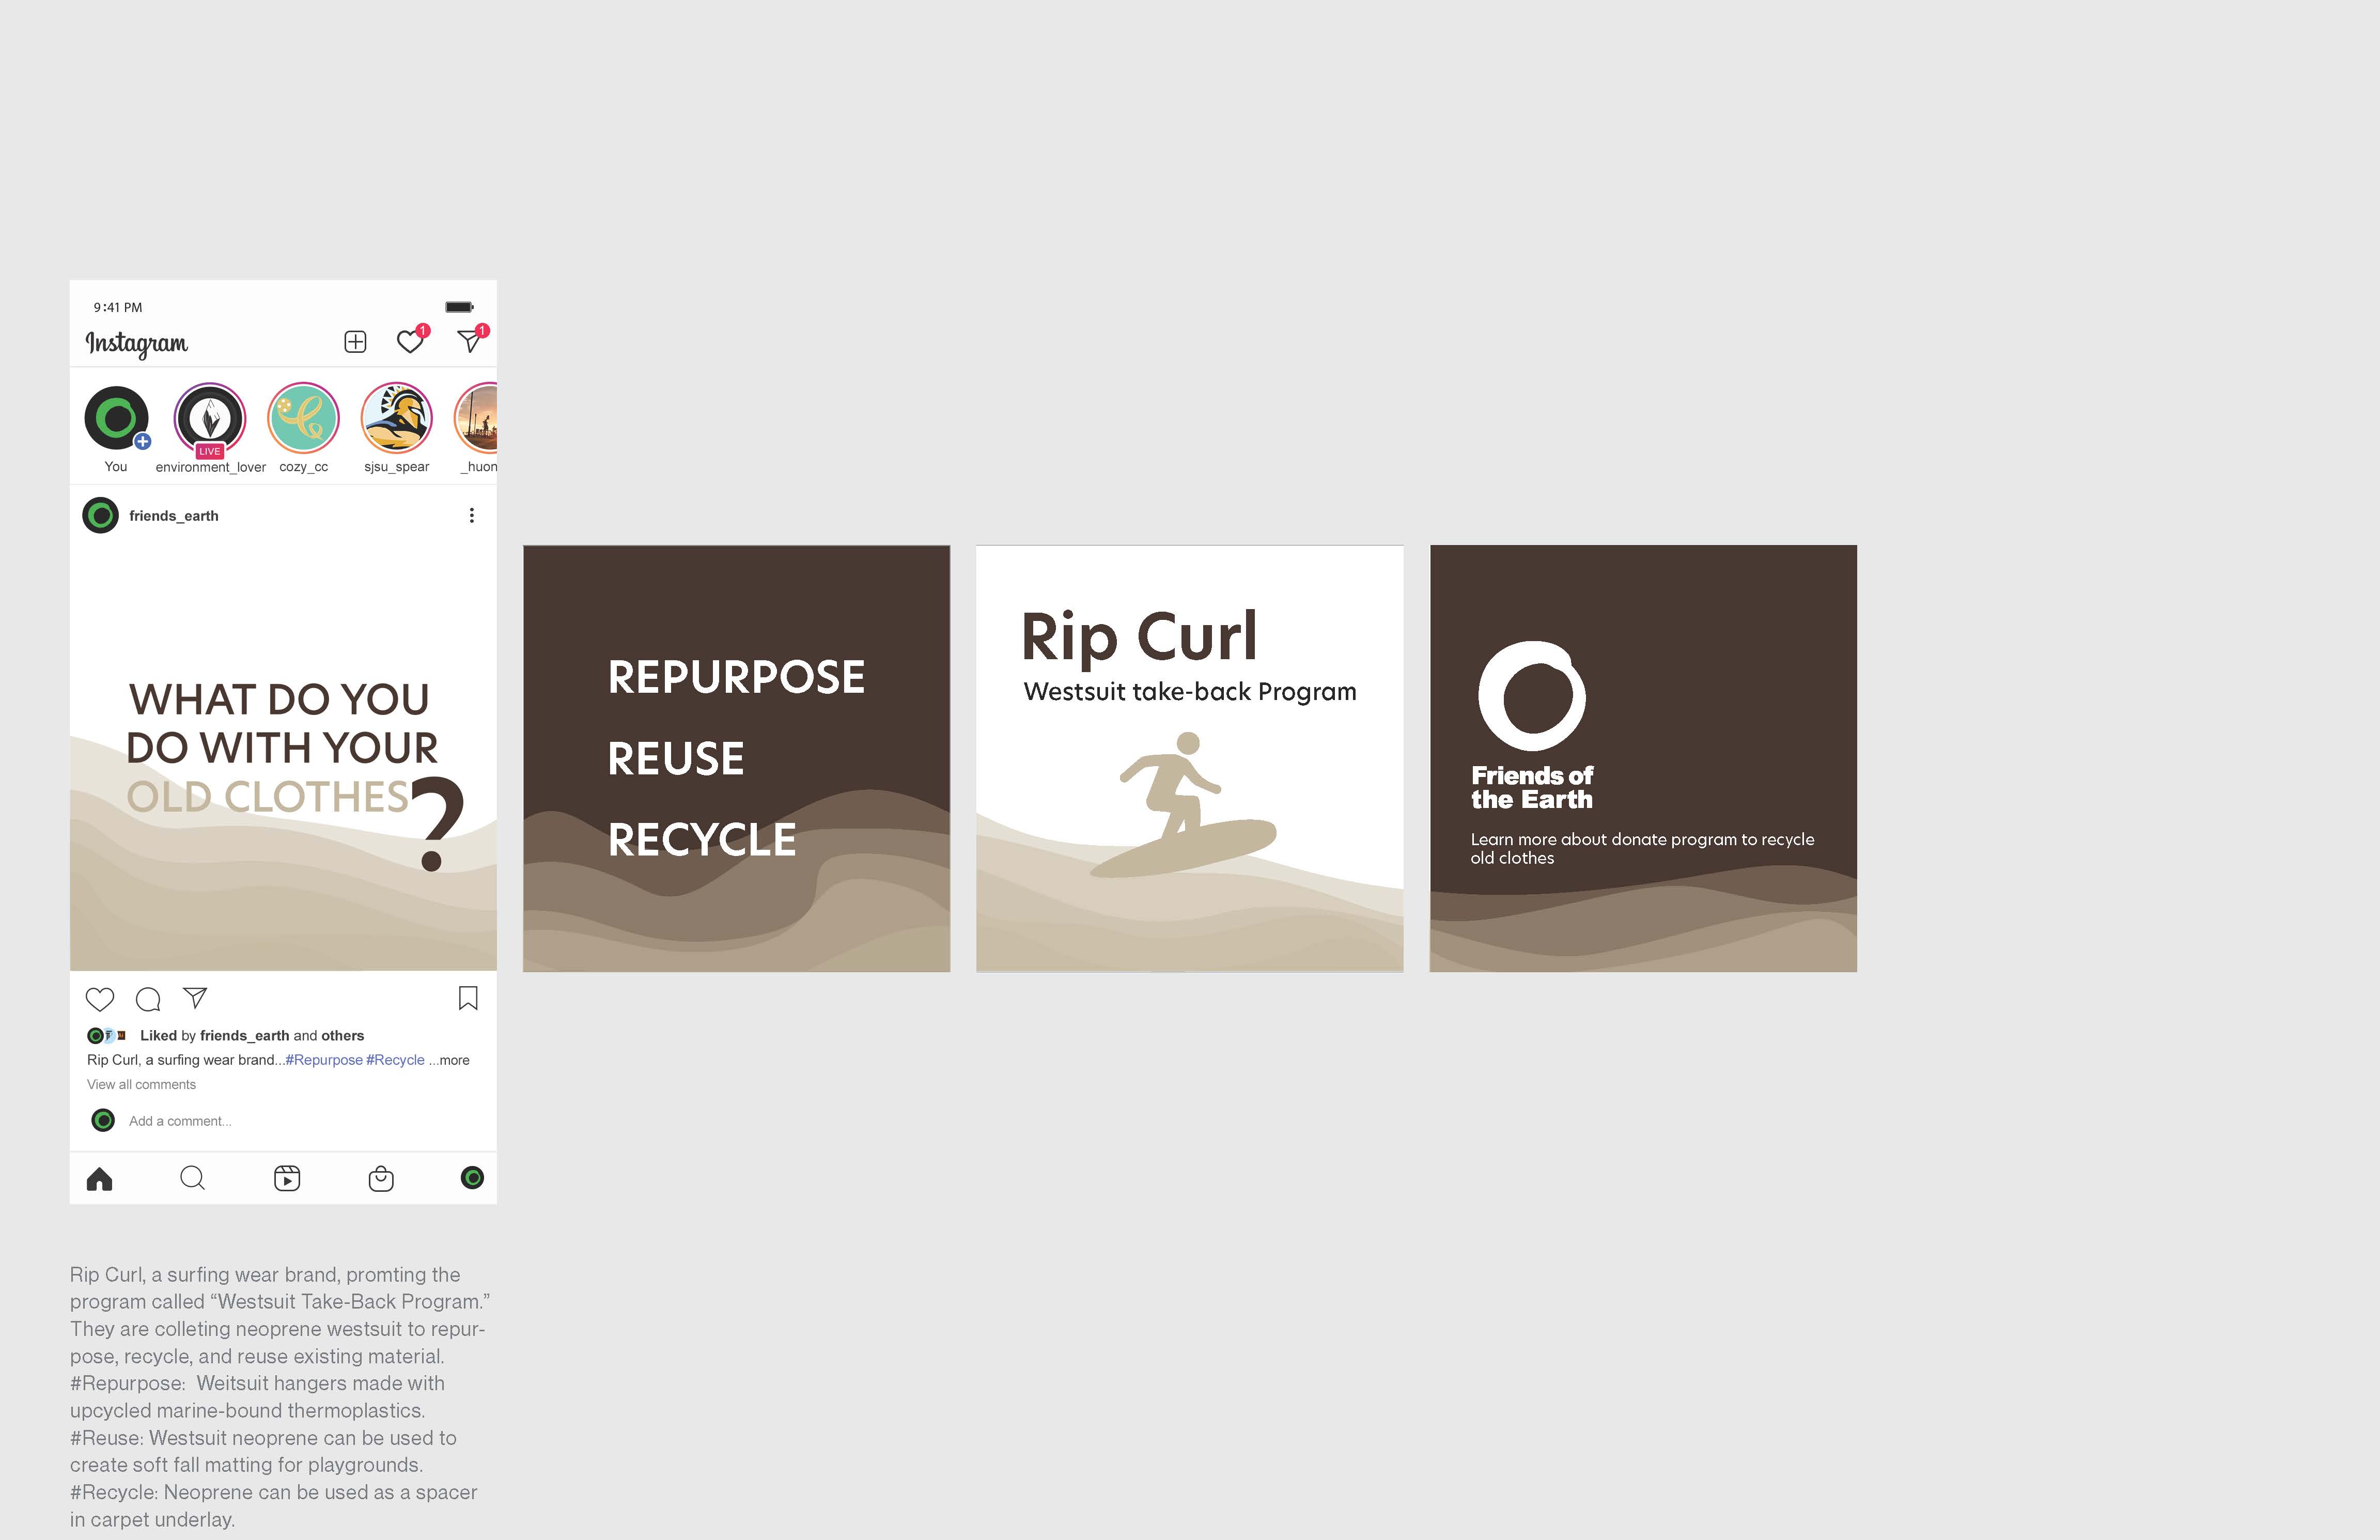 9:41 PM
Instagram
1
1
LIVE
You
environment_lover
cozy_cc
sjsu_spear
_huon
friends_earth
WHAT DO YOU
DO WITH YOUR
OLD CLOTHES?
Liked by friends_earth and others
Rip Curl, a surfing wear brand...#Repurpose #Recycle ...more
View all comments
Add a comment...
REPURPOSE
REUSE
RECYCLE
Rip Curl
Westsuit take-back Program
Friends of
the Earth
Learn more about donate program to recycle
old clothes
Rip Curl, a surfing wear brand, promting the
program called “Westsuit Take-Back Program.”
They are colleting neoprene westsuit to repur-
pose, recycle, and reuse existing material.
#Repurpose:  Weitsuit hangers made with
upcycled marine-bound thermoplastics.
#Reuse: Westsuit neoprene can be used to
create soft fall matting for playgrounds.
#Recycle: Neoprene can be used as a spacer
in carpet underlay.